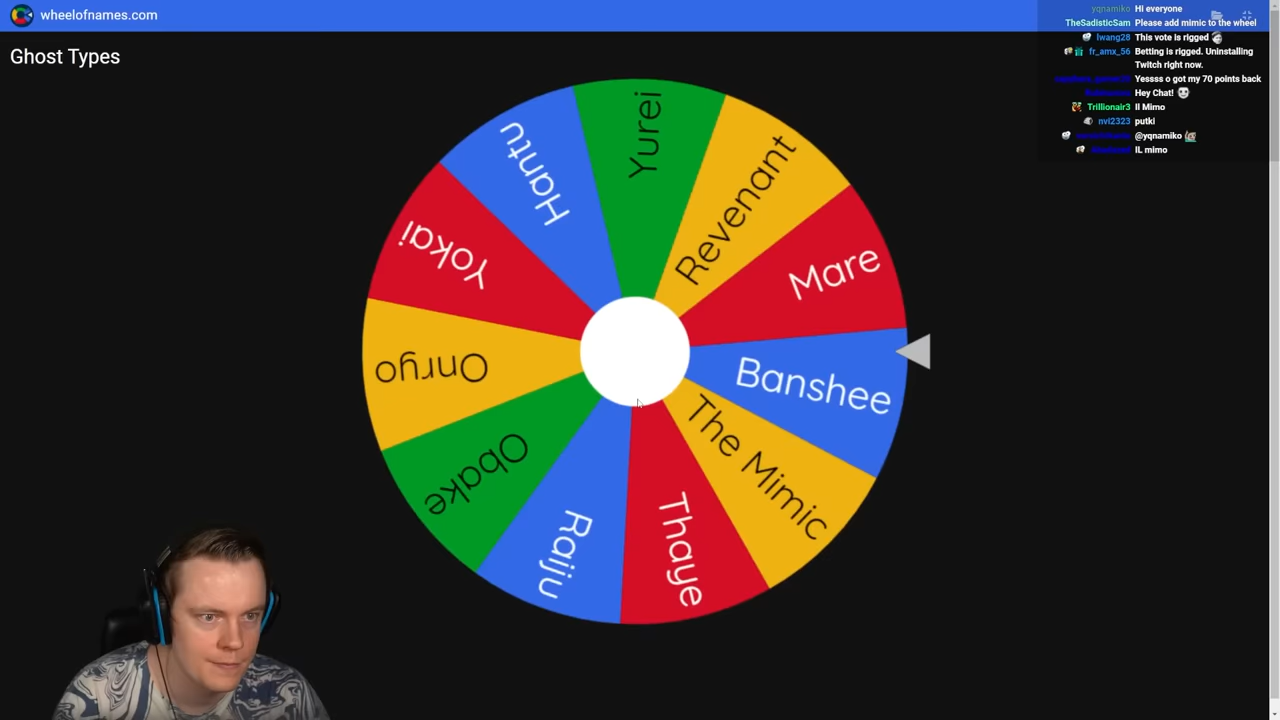 wheelofnames.com
Ghost Types
Yurei
Revenant
Mare
Banshee
The Mimic
Thaye
Raiju
Obake
Onryo
Yokai
Hantu
yqnamiko Hi everyone
TheSadisticSam Please add mimic to the wheel
lwang28 This vote is rigged
fr_amx_56 Betting is rigged. Uninstalling
Twitch right now.
Yessss o got my 70 points back
Hey Chat!
Trillionair3 Il Mimo
nvi2323 putki
@yqnamiko
IL mimo